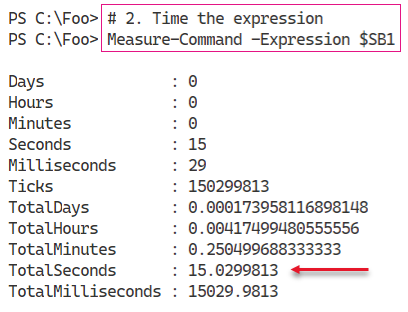 PS C:\Foo> # 2. Time the expression
PS C:\Foo> Measure-Command -Expression $SB1
Days : 0
Hours : 0
Minutes : 0
Seconds : 15
Milliseconds : 29
Ticks : 150299813
TotalDays : 0.000173958116898148
TotalHours : 0.00417499480555556
TotalMinutes : 0.250499688333333
TotalSeconds : 15.0299813
TotalMilliseconds : 15029.9813